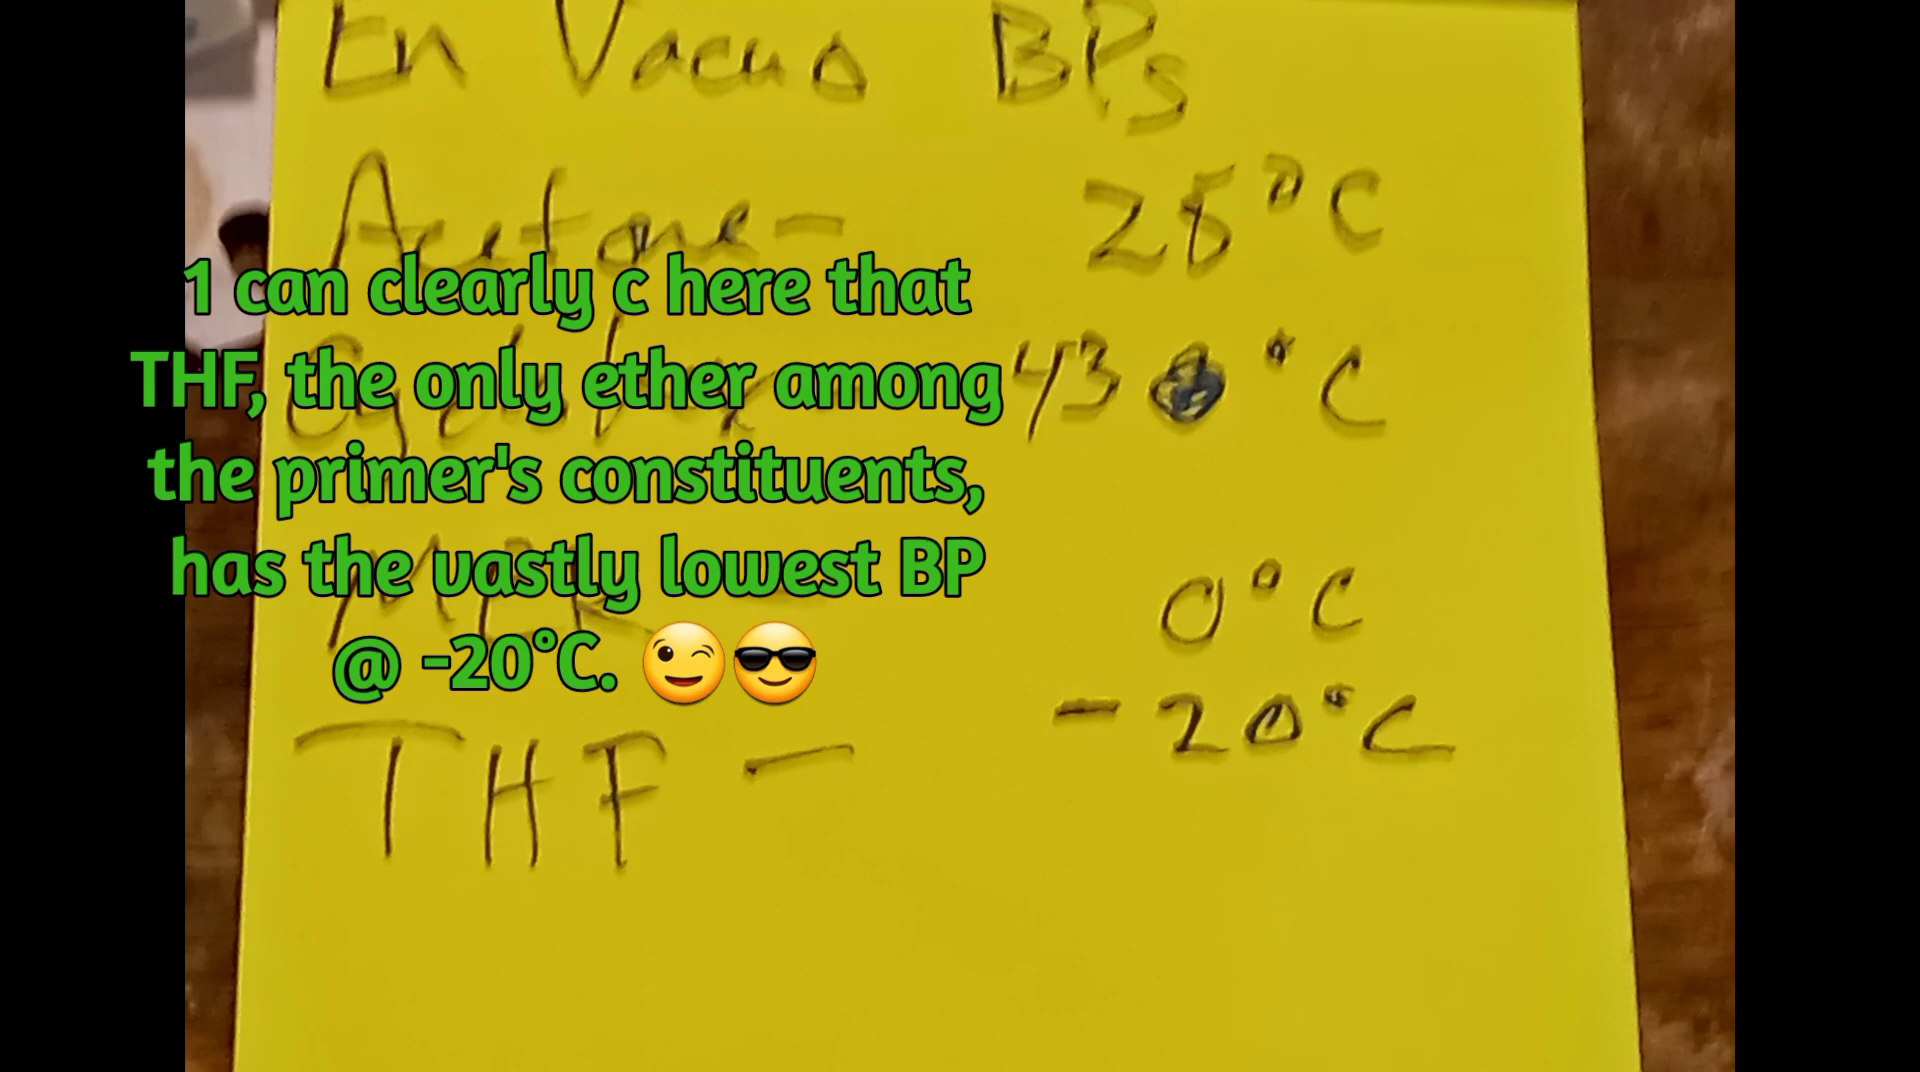 En Vacuo BPs
Acetone - 25°C
1 can clearly c here that
THF, the only ether among
the primer's constituents,
has the vastly lowest BP
@ -20°C. 😉😎
43 °C
0°C
-20°C
THF -